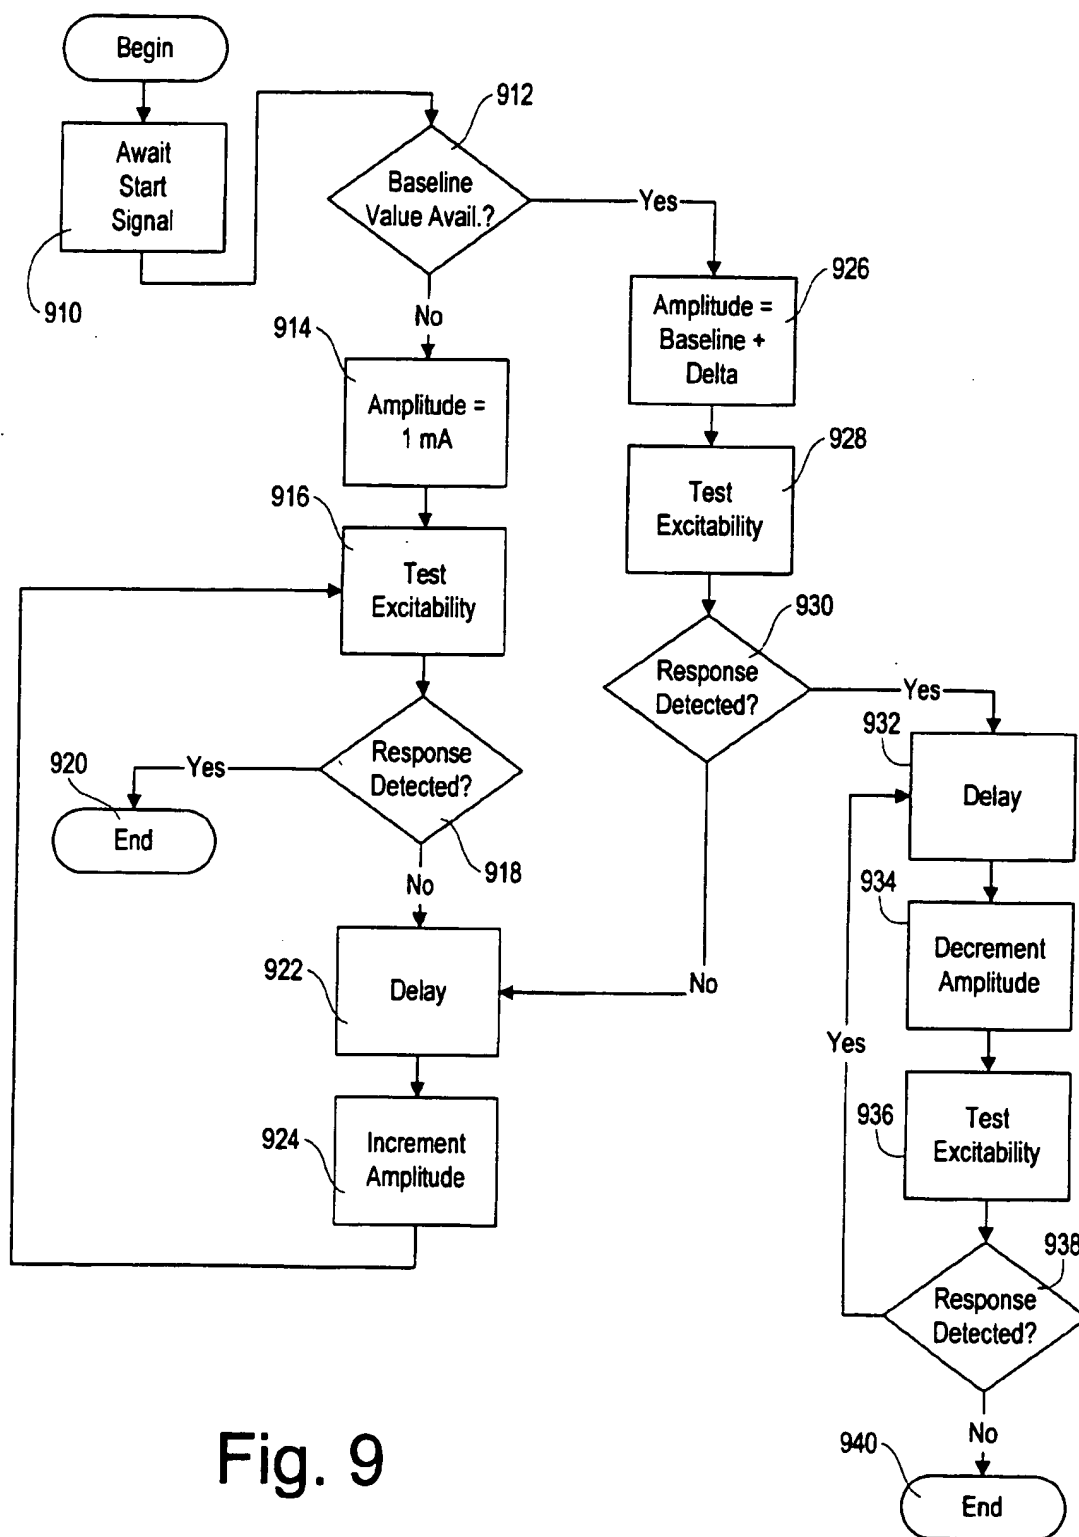 Begin
Await
Start
Signal
910
912
Baseline
Value Avail.?
Yes
No
914
Amplitude =
1 mA
916
Test
Excitability
Response
Detected?
918
Yes
920
End
No
922
Delay
924
Increment
Amplitude
926
Amplitude =
Baseline +
Delta
928
Test
Excitability
930
Response
Detected?
Yes
No
932
Delay
934
Decrement
Amplitude
936
Test
Excitability
938
Response
Detected?
Yes
No
940
End
Fig. 9